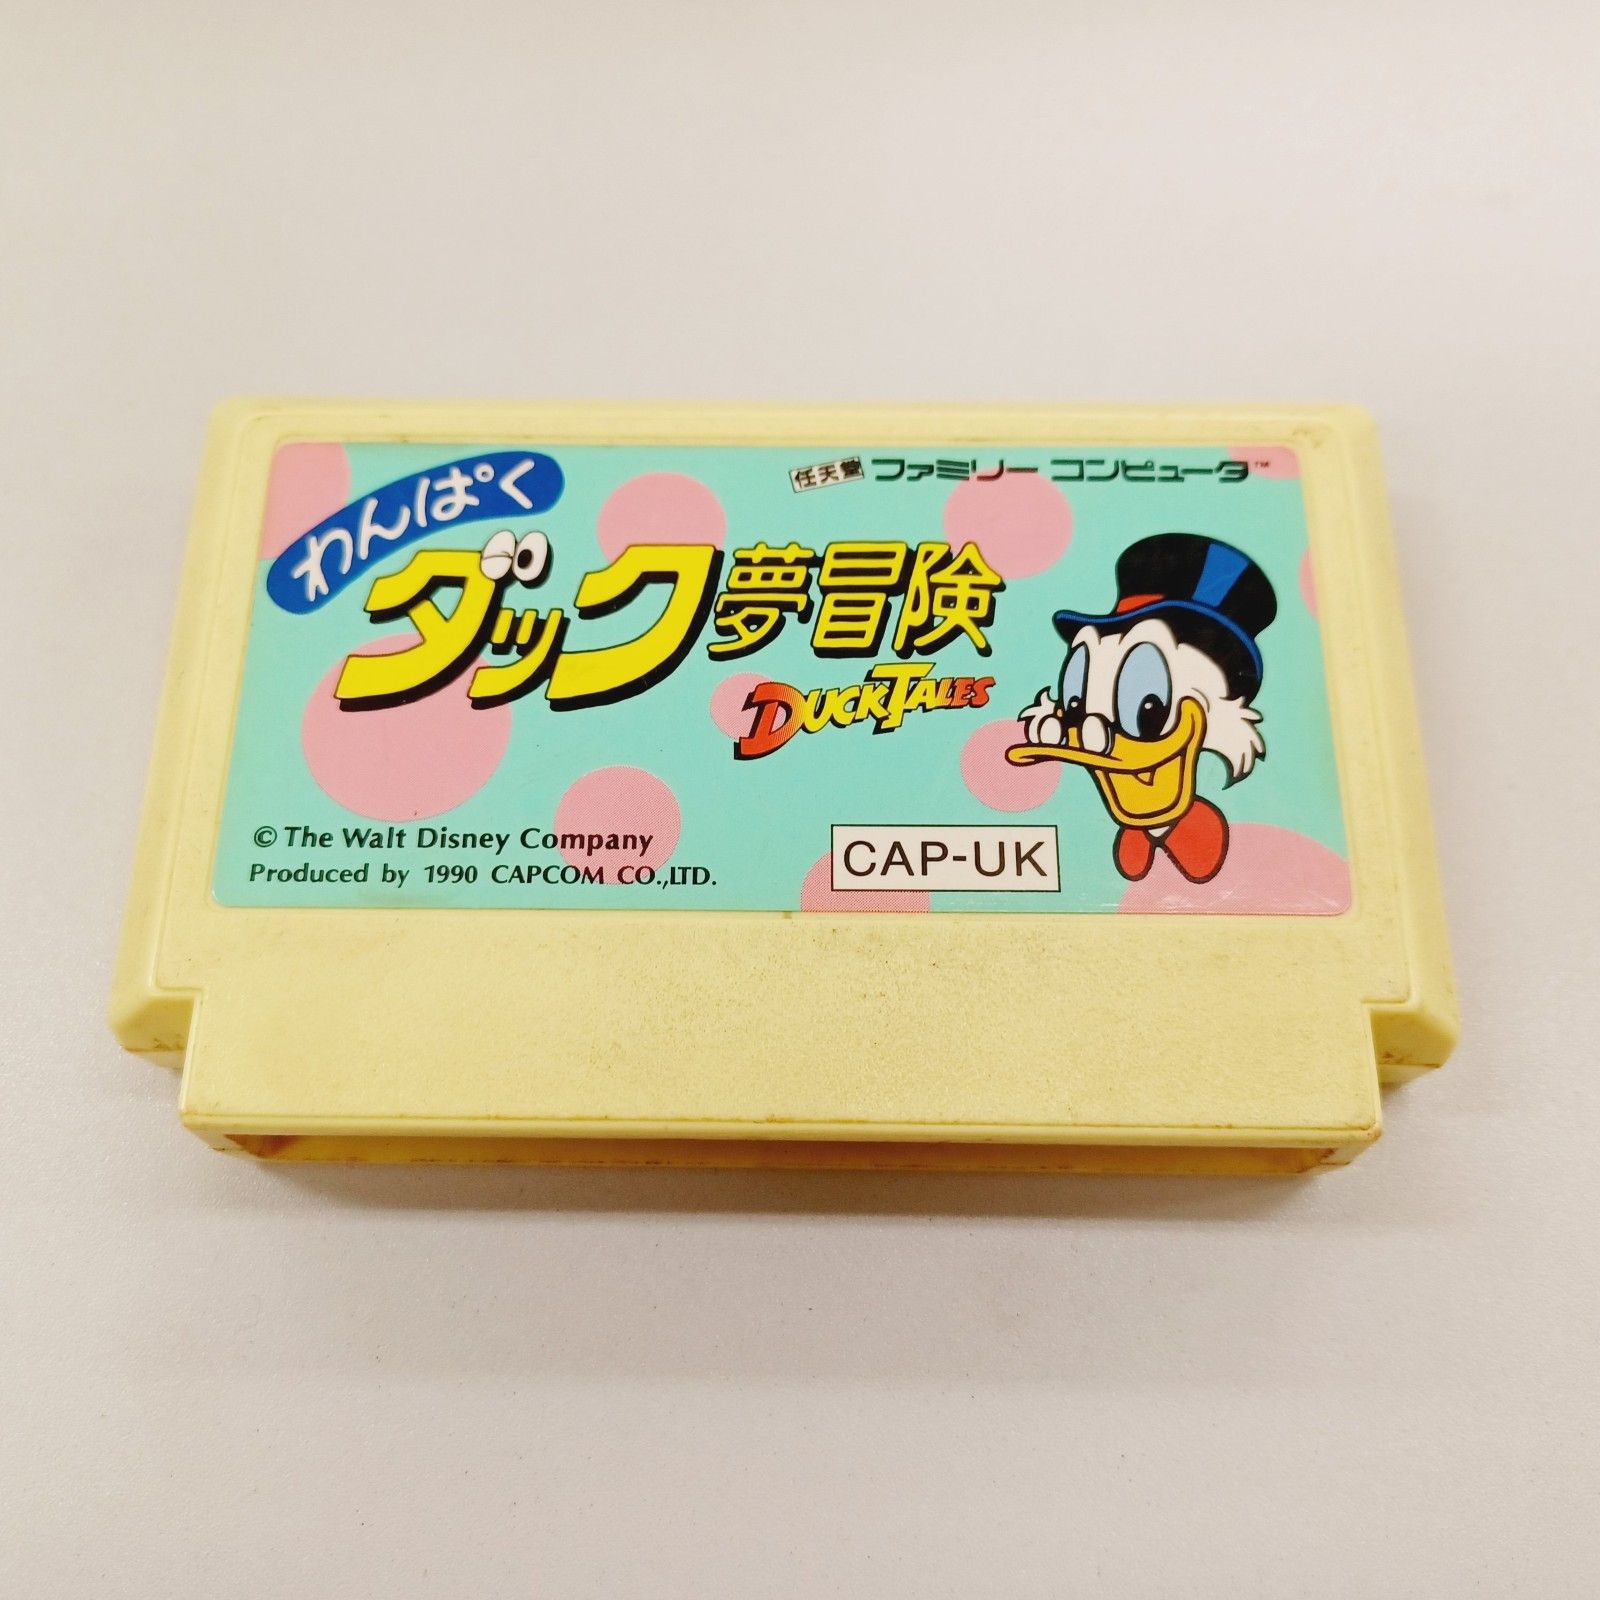 任天堂 ファミリー コンピュータ™
わんぱく
ダック夢冒険
DUCKTALES
© The Walt Disney Company
Produced by 1990 CAPCOM CO.,LTD.
CAP-UK